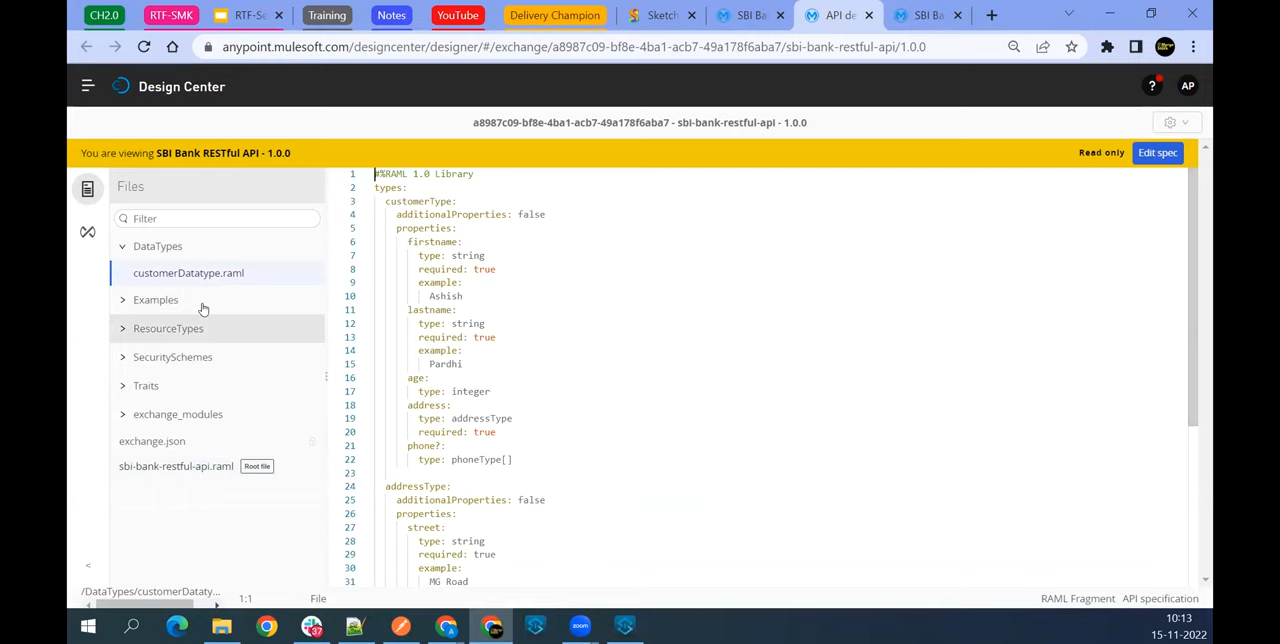 CH2.0
RTF-SMK
RTF-Se
Training
Notes
YouTube
Delivery Champion
Sketch
SBI Ba
API de
SBI Ba
anypoint.mulesoft.com/designcenter/designer/#/exchange/a8987c09-bf8e-4ba1-acb7-49a178f6aba7/sbi-bank-restful-api/1.0.0
Design Center
?
AP
a8987c09-bf8e-4ba1-acb7-49a178f6aba7 - sbi-bank-restful-api - 1.0.0
You are viewing SBI Bank RESTful API - 1.0.0
Read only
Edit spec
Files
Filter
DataTypes
customerDatatype.raml
Examples
ResourceTypes
SecuritySchemes
Traits
exchange_modules
exchange.json
sbi-bank-restful-api.raml Root file
1 #%RAML 1.0 Library
2 types:
3 customerType:
4 additionalProperties: false
5 properties:
6 firstname:
7 type: string
8 required: true
9 example:
10 Ashish
11 lastname:
12 type: string
13 required: true
14 example:
15 Pardhi
16 age:
17 type: integer
18 address:
19 type: addressType
20 required: true
21 phone?:
22 type: phoneType[]
23
24 addressType:
25 additionalProperties: false
26 properties:
27 street:
28 type: string
29 required: true
30 example:
31 MG Road
<
/DataTypes/customerDataty...
1:1
File
RAML Fragment
API specification
37
10:13
15-11-2022